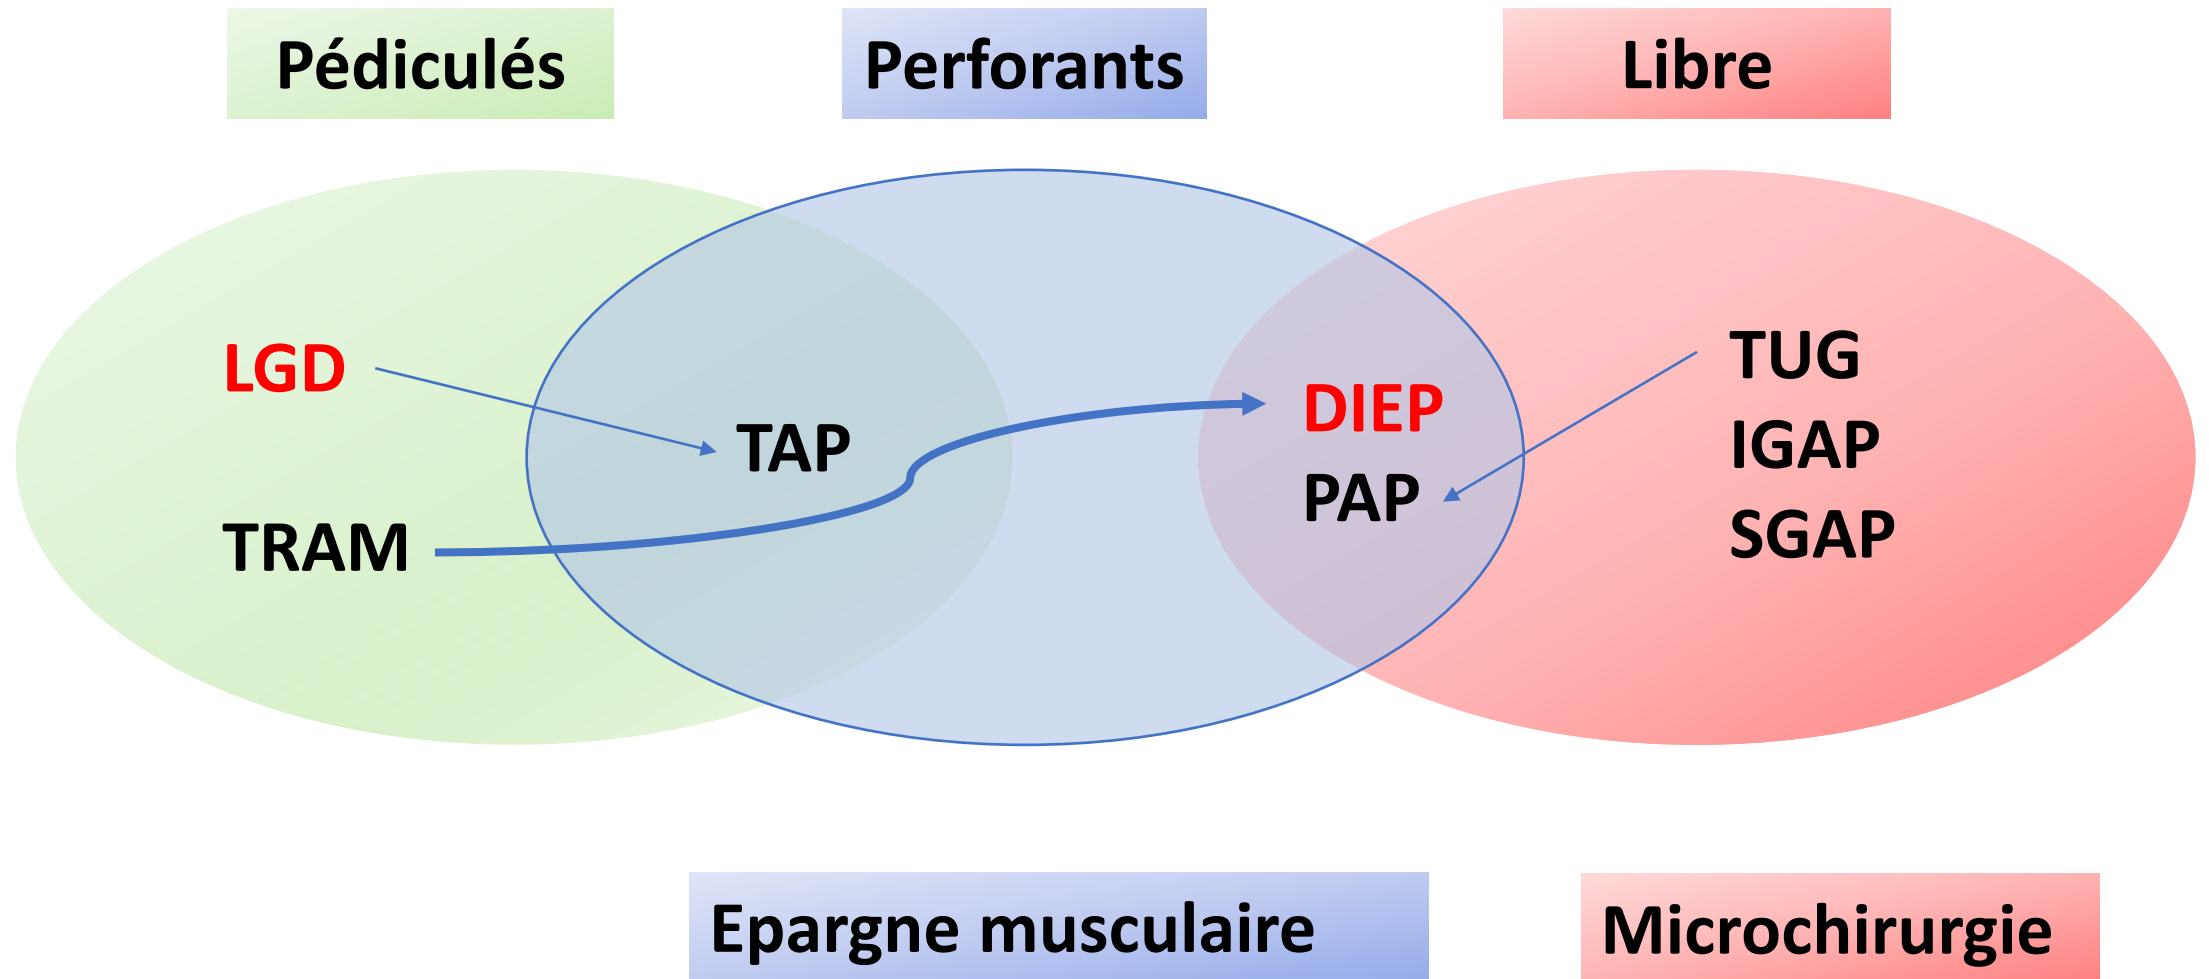 Pédiculés
Perforants
Libre
LGD
TRAM
TAP
DIEP
PAP
TUG
IGAP
SGAP
Epargne musculaire
Microchirurgie